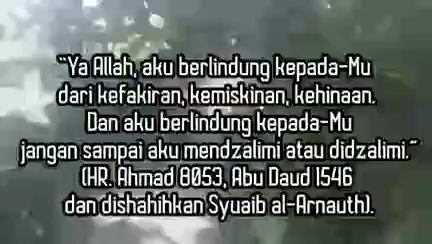 "Ya Allah, aku berlindung kepada-Mu
dari kefakiran, kemiskinan, kehinaan.
Dan aku berlindung kepada-Mu
jangan sampai aku mendzalimi atau didzalimi."
(HR. Ahmad 8053, Abu Daud 1546
dan dishahihkan Syuaib al-Arnauth).